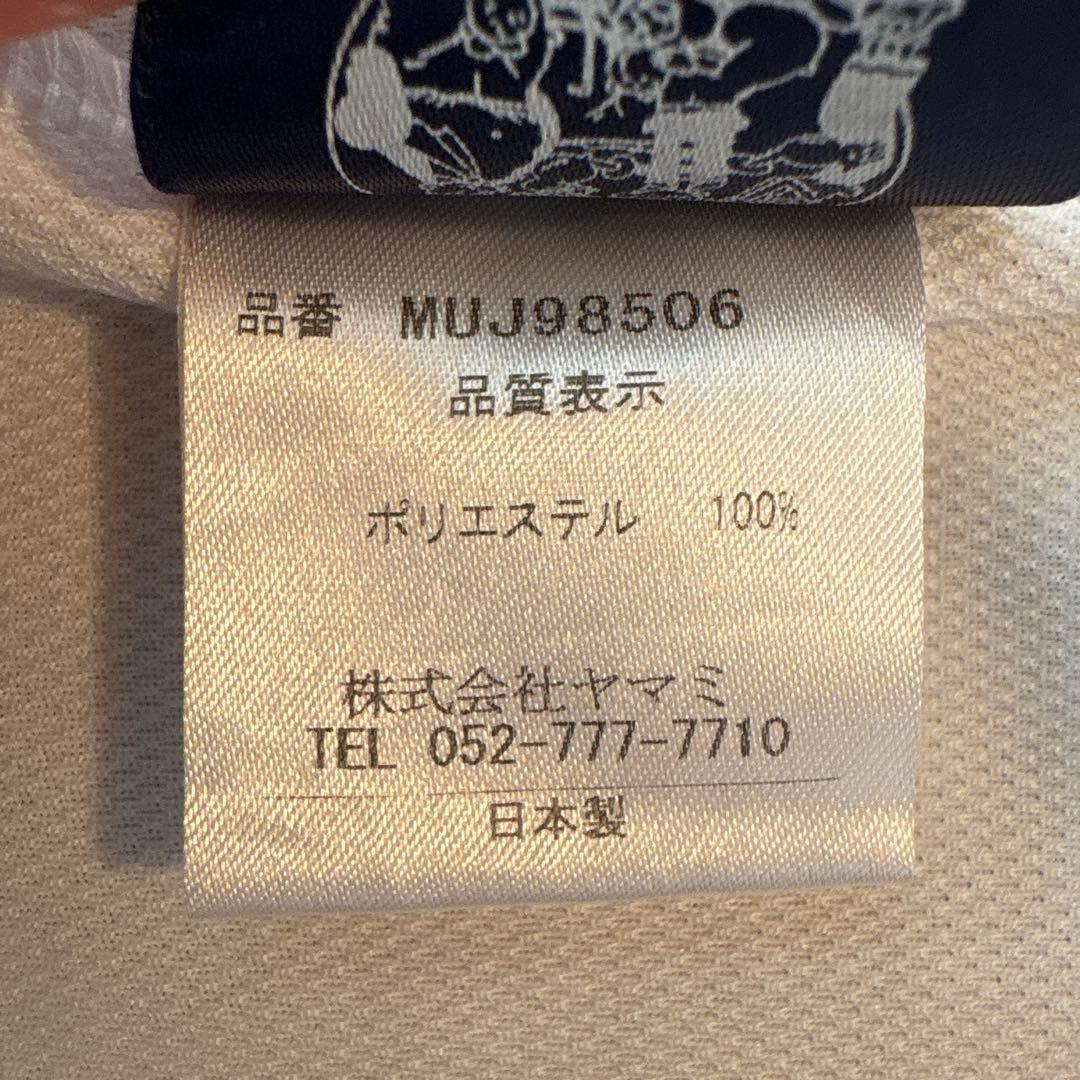 品番 MUJ98506
品質表示
ポリエステル 100%
株式会社ヤマミ
TEL 052-777-7710
日本製